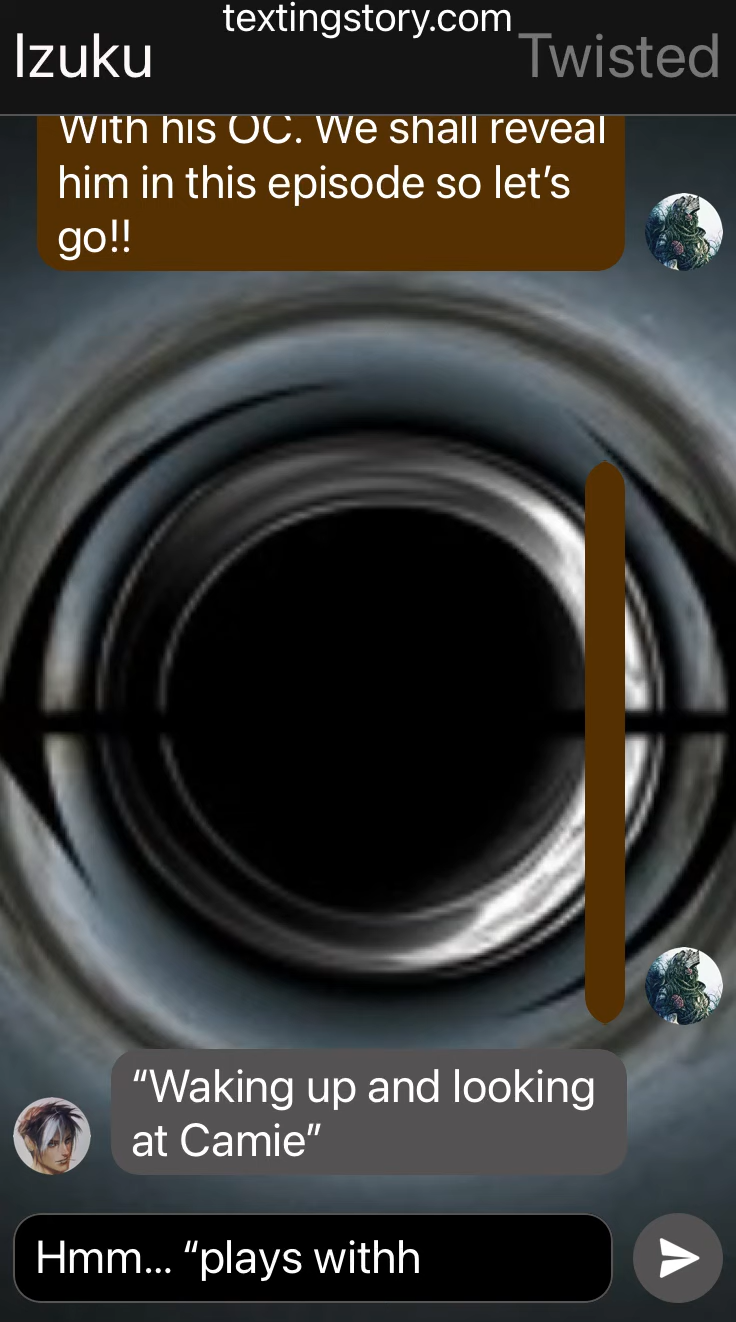 textingstory.com
Izuku
Twisted
With his OC. We shall reveal
him in this episode so let’s
go!!
“Waking up and looking
at Camie”
Hmm... “plays withh